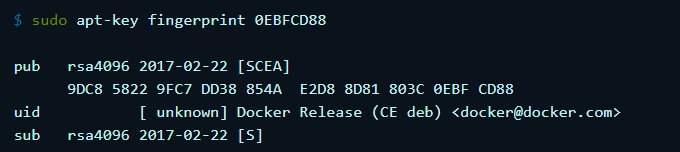 $ sudo apt-key fingerprint 0EBFCD88
pub   rsa4096 2017-02-22 [SCEA]
      9DC8 5822 9FC7 DD38 854A  E2D8 8D81 803C 0EBF CD88
uid           [ unknown] Docker Release (CE deb) <docker@docker.com>
sub   rsa4096 2017-02-22 [S]